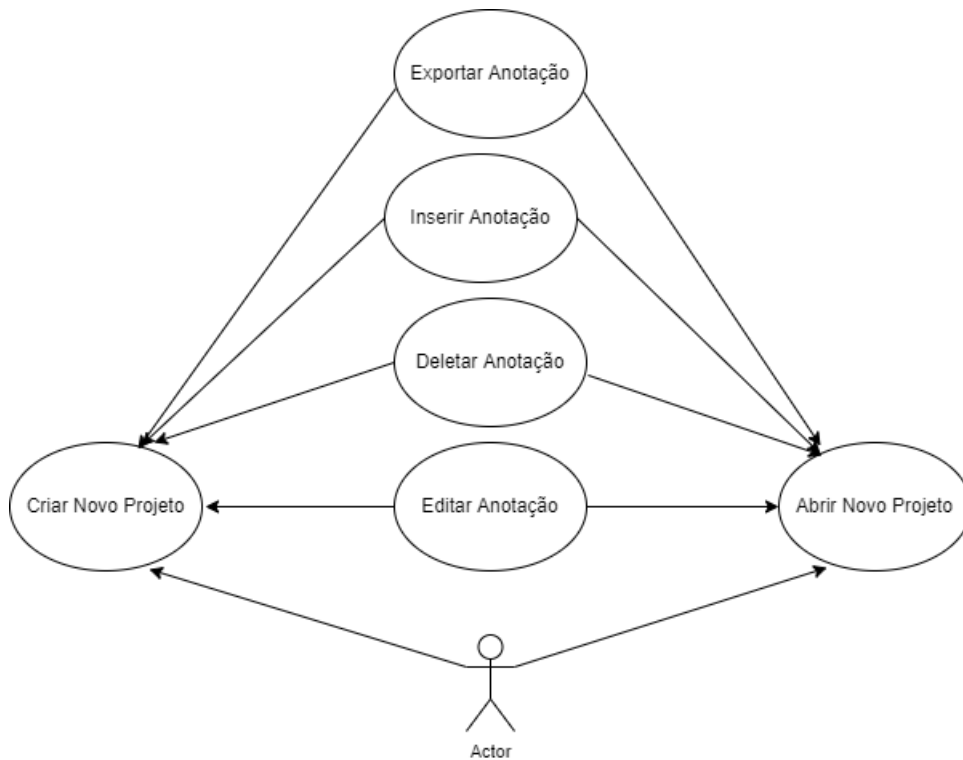 Exportar Anotação
Inserir Anotação
Deletar Anotação
Criar Novo Projeto
Editar Anotação
Abrir Novo Projeto
Actor